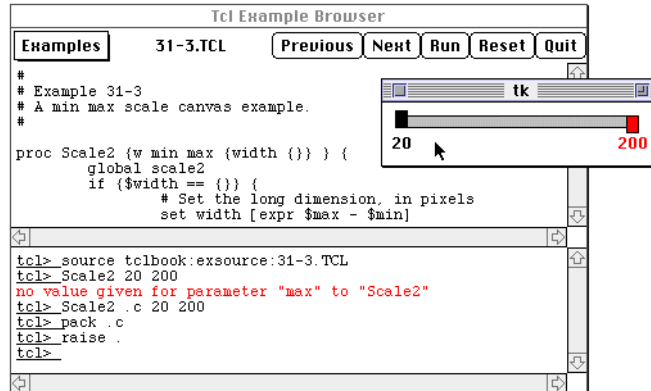 Tcl Example Browser
Examples 31-3.TCL Previous Next Run Reset Quit
#
# Example 31-3
# A min max scale canvas example.
#
proc Scale2 {w min max {width {}} } {
global scale2
if {$width == {}} {
# Set the long dimension, in pixels
set width [expr $max - $min]
tk
20 200
tcl> source tclbook:exsource:31-3.TCL
tcl> Scale2 20 200
no value given for parameter "max" to "Scale2"
tcl> Scale2 .c 20 200
tcl> pack .c
tcl> raise .
tcl>